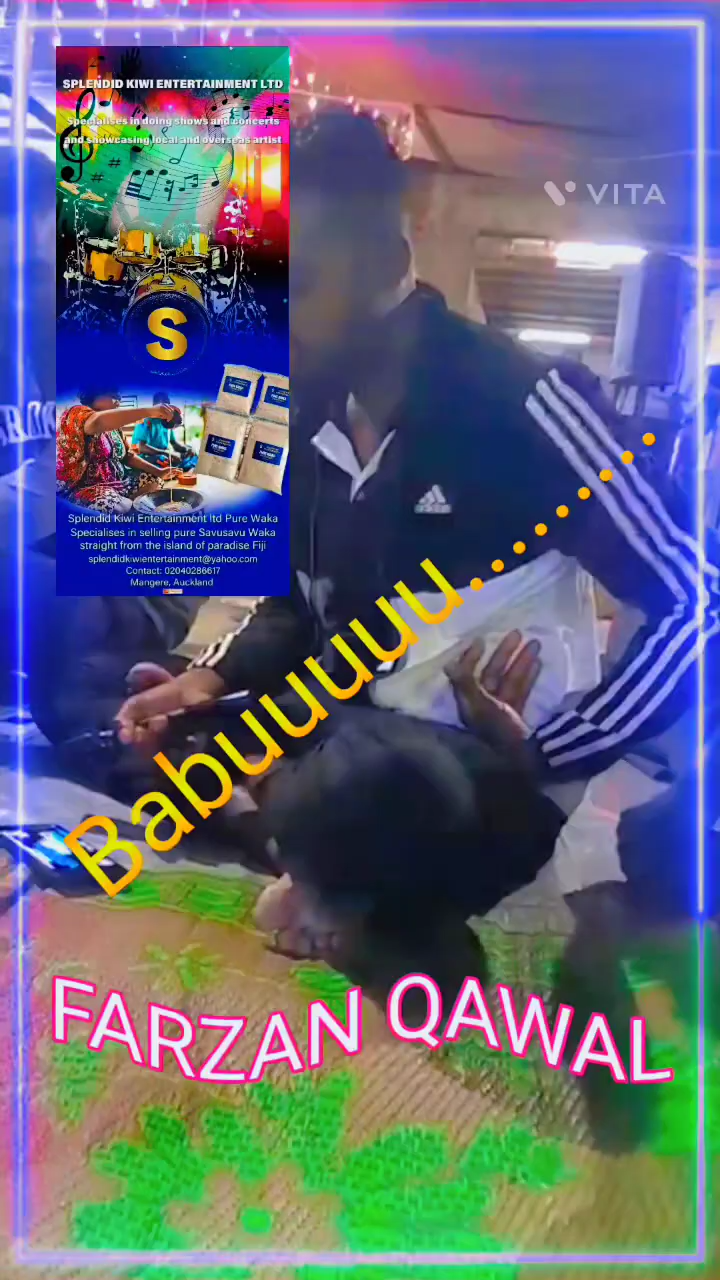 SPLENDID KIWI ENTERTAINMENT LTD
Specialises in doing shows and concerts
and showcasing local and overseas artist
S
Splendid Kiwi Entertainment ltd Pure Waka
Specialises in selling pure Savusavu Waka
straight from the island of paradise Fiji
splendidkiwientertainment@yahoo.com
Contact: 02040286617
Mangere, Auckland
VITA
adidas
Babuuuuuu.........
FARZAN QAWAL